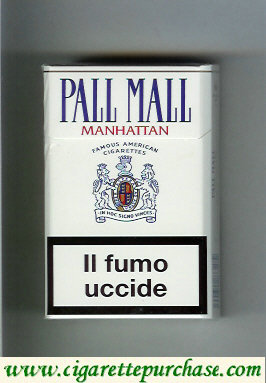 PALL MALL
MANHATTAN
FAMOUS AMERICAN
CIGARETTES
IN HOC SIGNO VINCES
Il fumo
uccide
www.cigarettepurchase.com